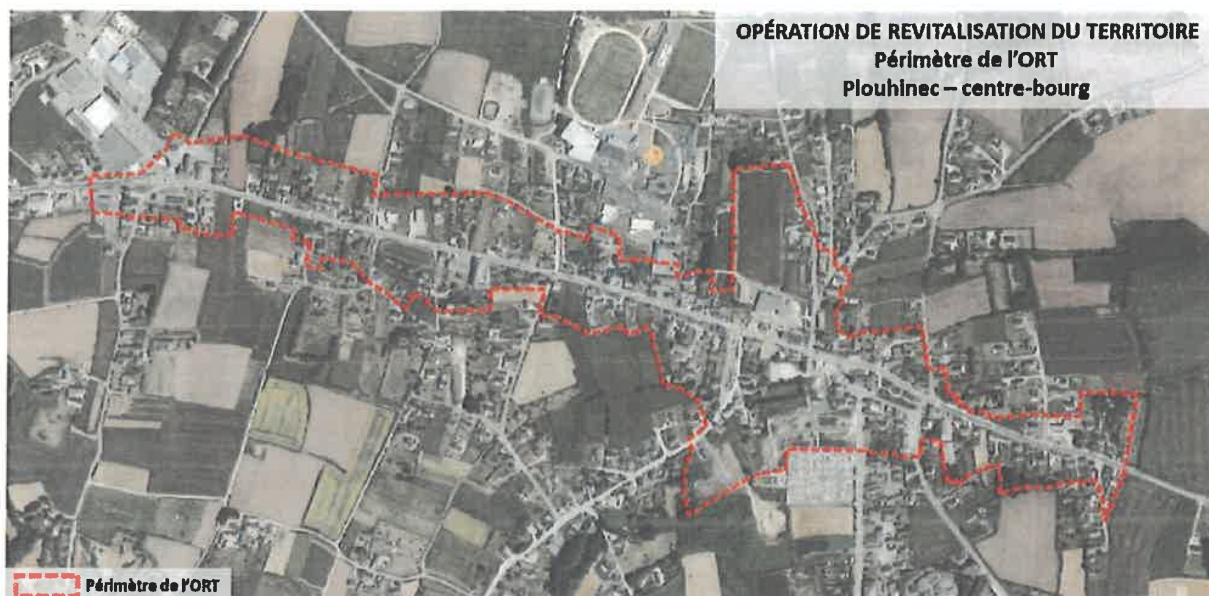 OPÉRATION DE REVITALISATION DU TERRITOIRE
Périmètre de l'ORT
Plouhinec – centre-bourg
Périmètre de l'ORT